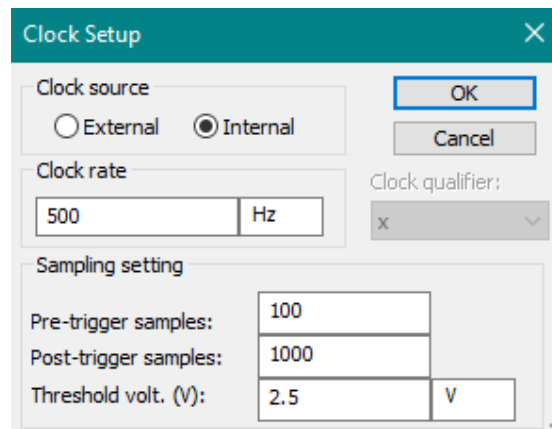 Clock Setup
Clock source
External Internal
OK
Cancel
Clock rate
500 Hz
Clock qualifier:
x
Sampling setting
Pre-trigger samples: 100
Post-trigger samples: 1000
Threshold volt. (V): 2.5 V